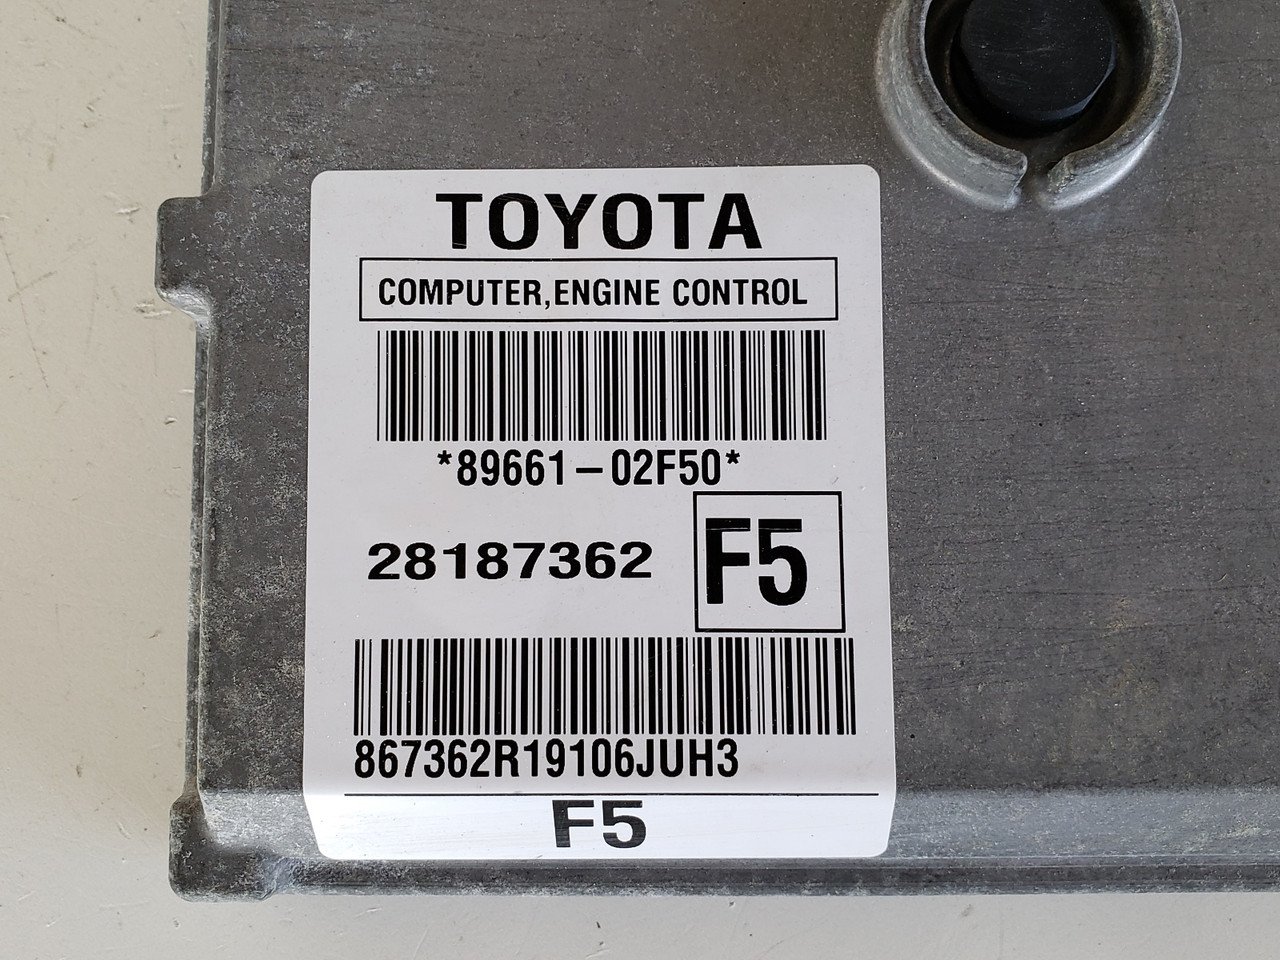 TOYOTA
COMPUTER,ENGINE CONTROL
*89661-02F50*
28187362
F5
867362R19106JUH3
F5